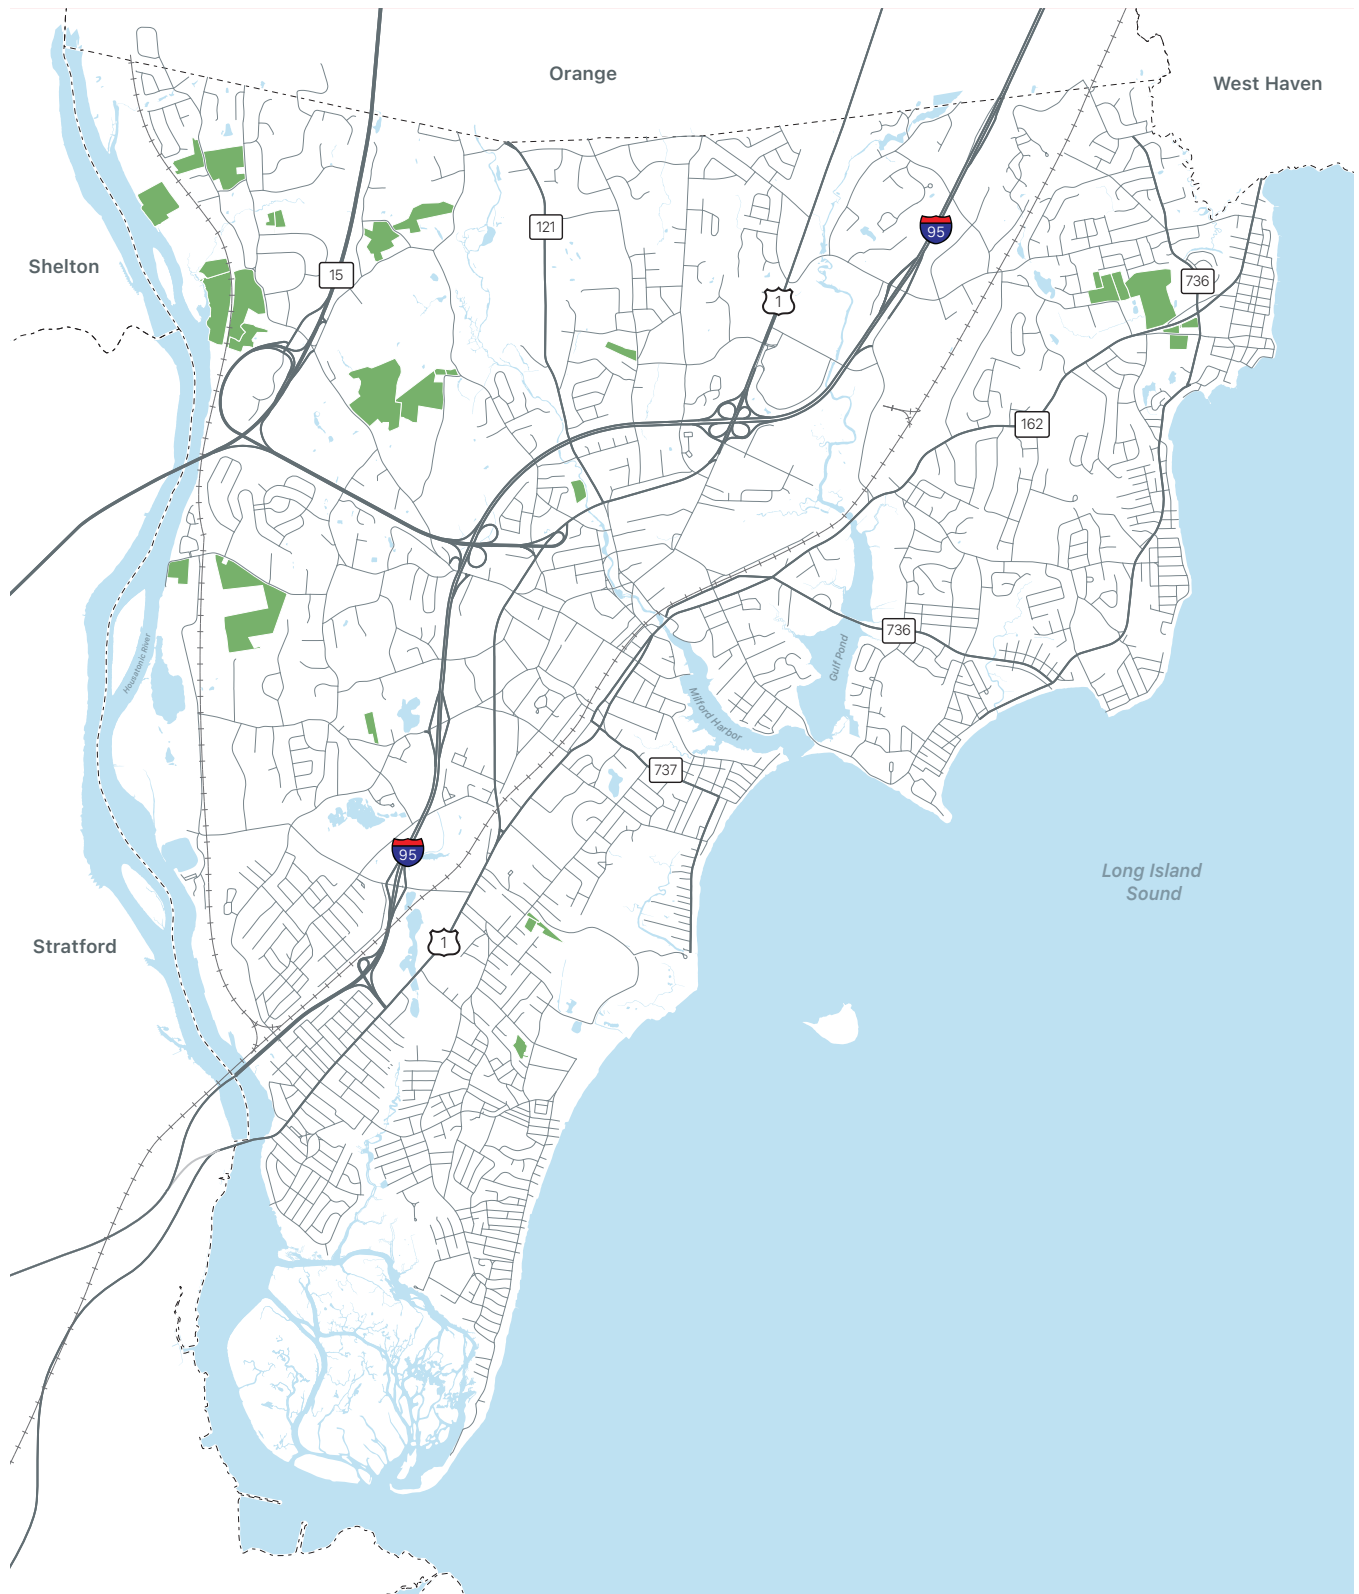 Orange
West Haven
121
95
Shelton
15
736
1
162
736
Housatonic River
Gulf Pond
Milford Harbor
737
95
Long Island
Sound
1
Stratford